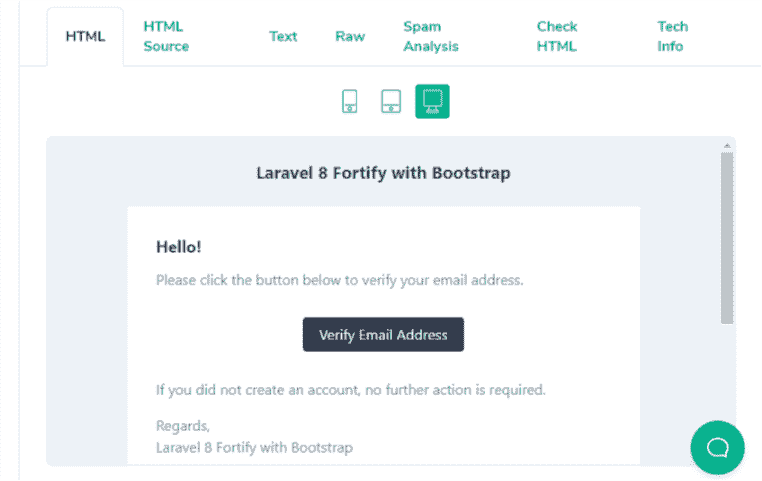 HTML
HTML Source
Text
Raw
Spam Analysis
Check HTML
Tech Info
Laravel 8 Fortify with Bootstrap
Hello!
Please click the button below to verify your email address.
Verify Email Address
If you did not create an account, no further action is required.
Regards,
Laravel 8 Fortify with Bootstrap